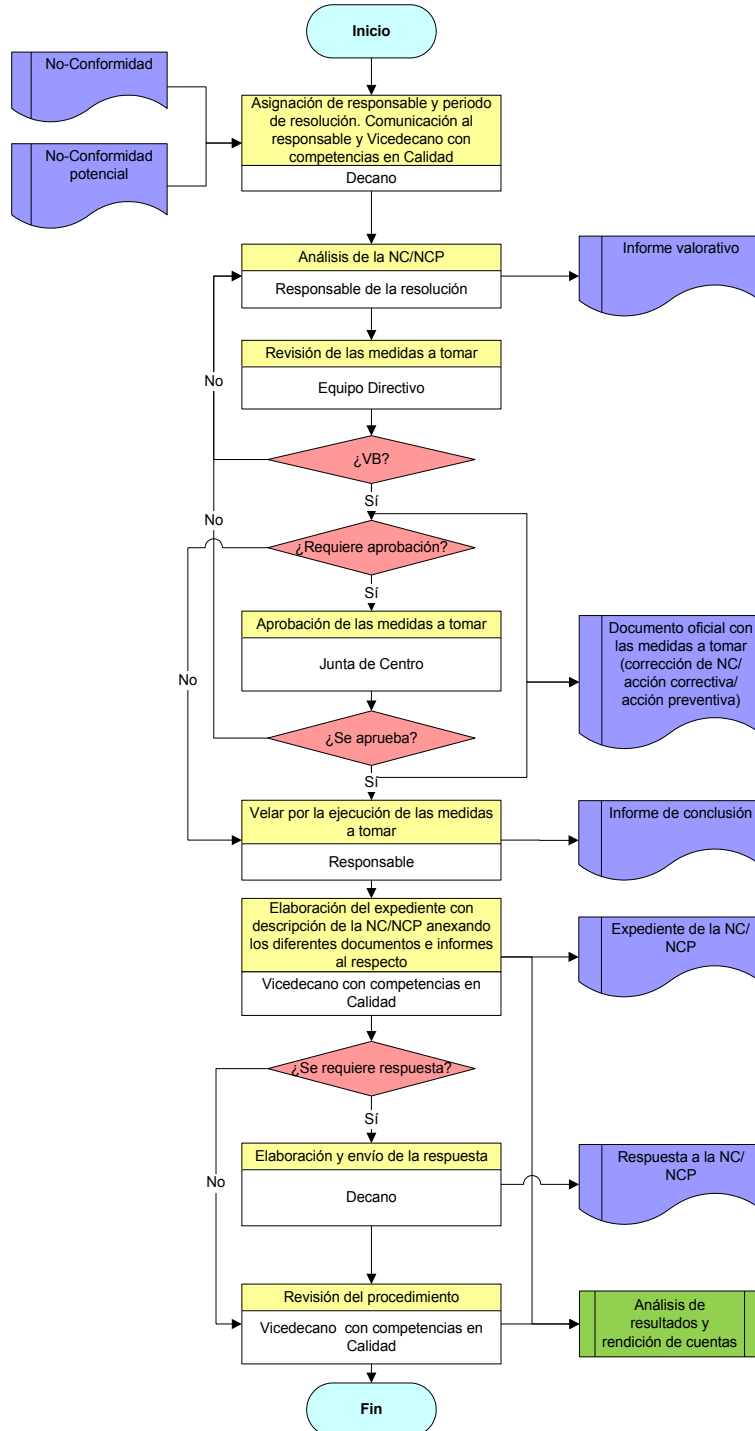 Inicio
No-Conformidad
No-Conformidad
potencial
Asignación de responsable y periodo
de resolución. Comunicación al
responsable y Vicedecano con
competencias en Calidad
Decano
Análisis de la NC/NCP
Responsable de la resolución
Informe valorativo
Revisión de las medidas a tomar
Equipo Directivo
No
¿VB?
Sí
No
¿Requiere aprobación?
Sí
Aprobación de las medidas a tomar
Junta de Centro
Documento oficial con
las medidas a tomar
(corrección de NC/
acción correctiva/
acción preventiva)
No
¿Se aprueba?
Sí
Velar por la ejecución de las medidas
a tomar
Responsable
Informe de conclusión
Elaboración del expediente con
descripción de la NC/NCP anexando
los diferentes documentos e informes
al respecto
Vicedecano con competencias en
Calidad
Expediente de la NC/
NCP
¿Se requiere respuesta?
Sí
Elaboración y envío de la respuesta
Decano
Respuesta a la NC/
NCP
No
Revisión del procedimiento
Vicedecano  con competencias en
Calidad
Análisis de
resultados y
rendición de cuentas
Fin